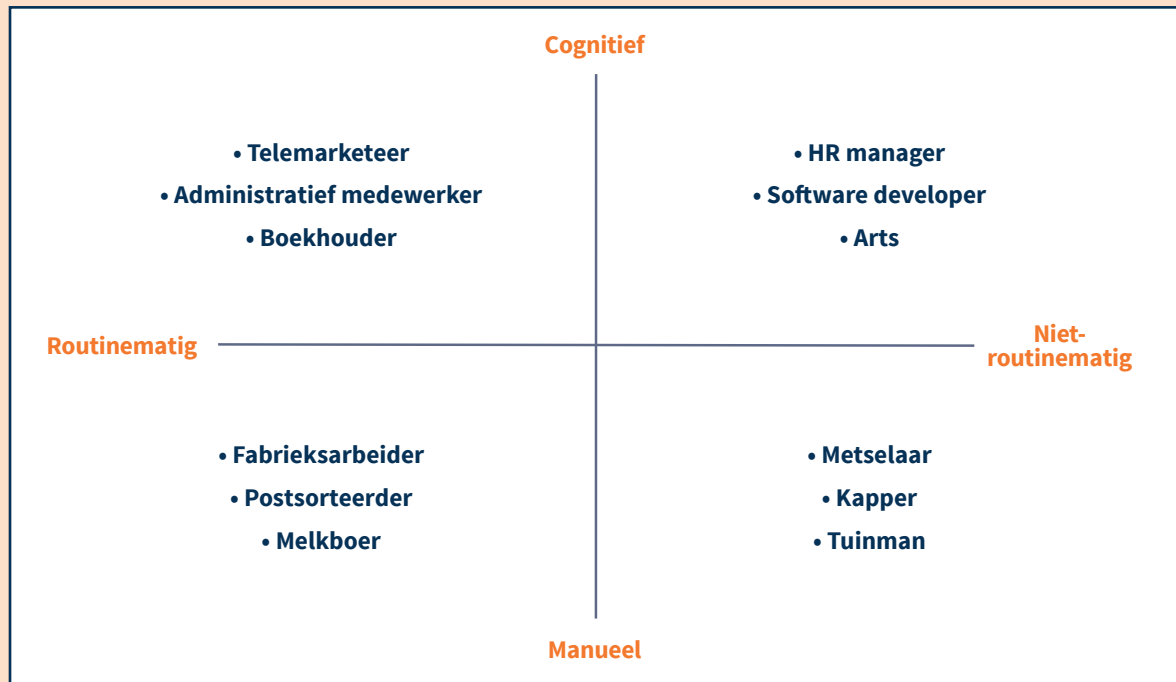 Cognitief
• Telemarketeer
• Administratief medewerker
• Boekhouder
• HR manager
• Software developer
• Arts
Routinematig
Niet-
routinematig
• Fabrieksarbeider
• Postsorteerder
• Melkboer
• Metselaar
• Kapper
• Tuinman
Manueel